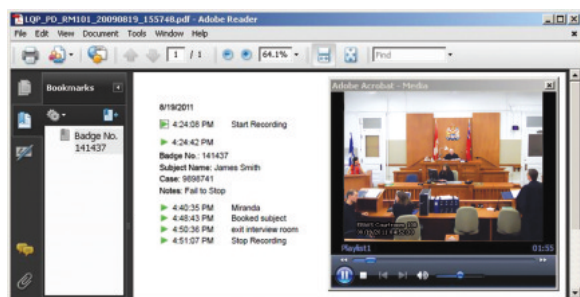 LQP_PD_RM101_20090819_155748.pdf - Adobe Reader
File Edit View Document Tools Window Help
1 / 1 64.1% Find
Bookmarks
Badge No. 141437
8/19/2011
4:24:08 PM Start Recording
4:24:42 PM
Badge No.: 141437
Subject Name: James Smith
Case: 9898741
Notes: Fail to Stop
4:40:35 PM Miranda
4:48:43 PM Booked subject
4:50:36 PM exit interview room
4:51:07 PM Stop Recording
Adobe Acrobat - Media
Playlist1 01:55